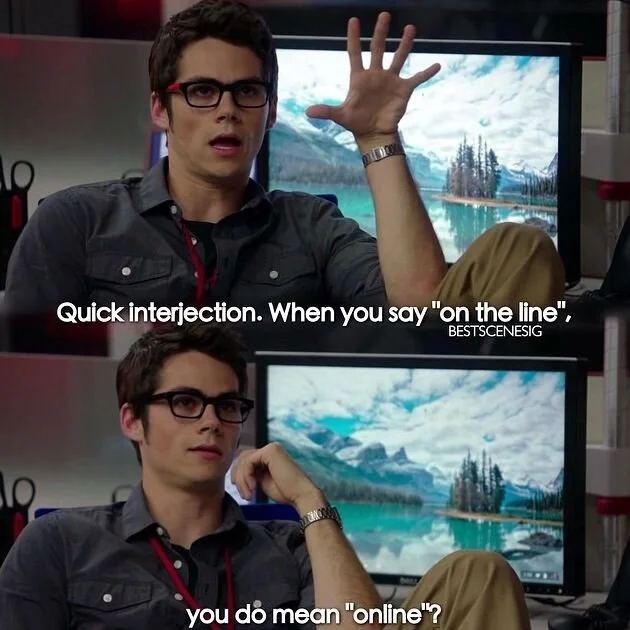 Quick interjection. When you say "on the line",
BESTSCENESIG
you do mean "online"?